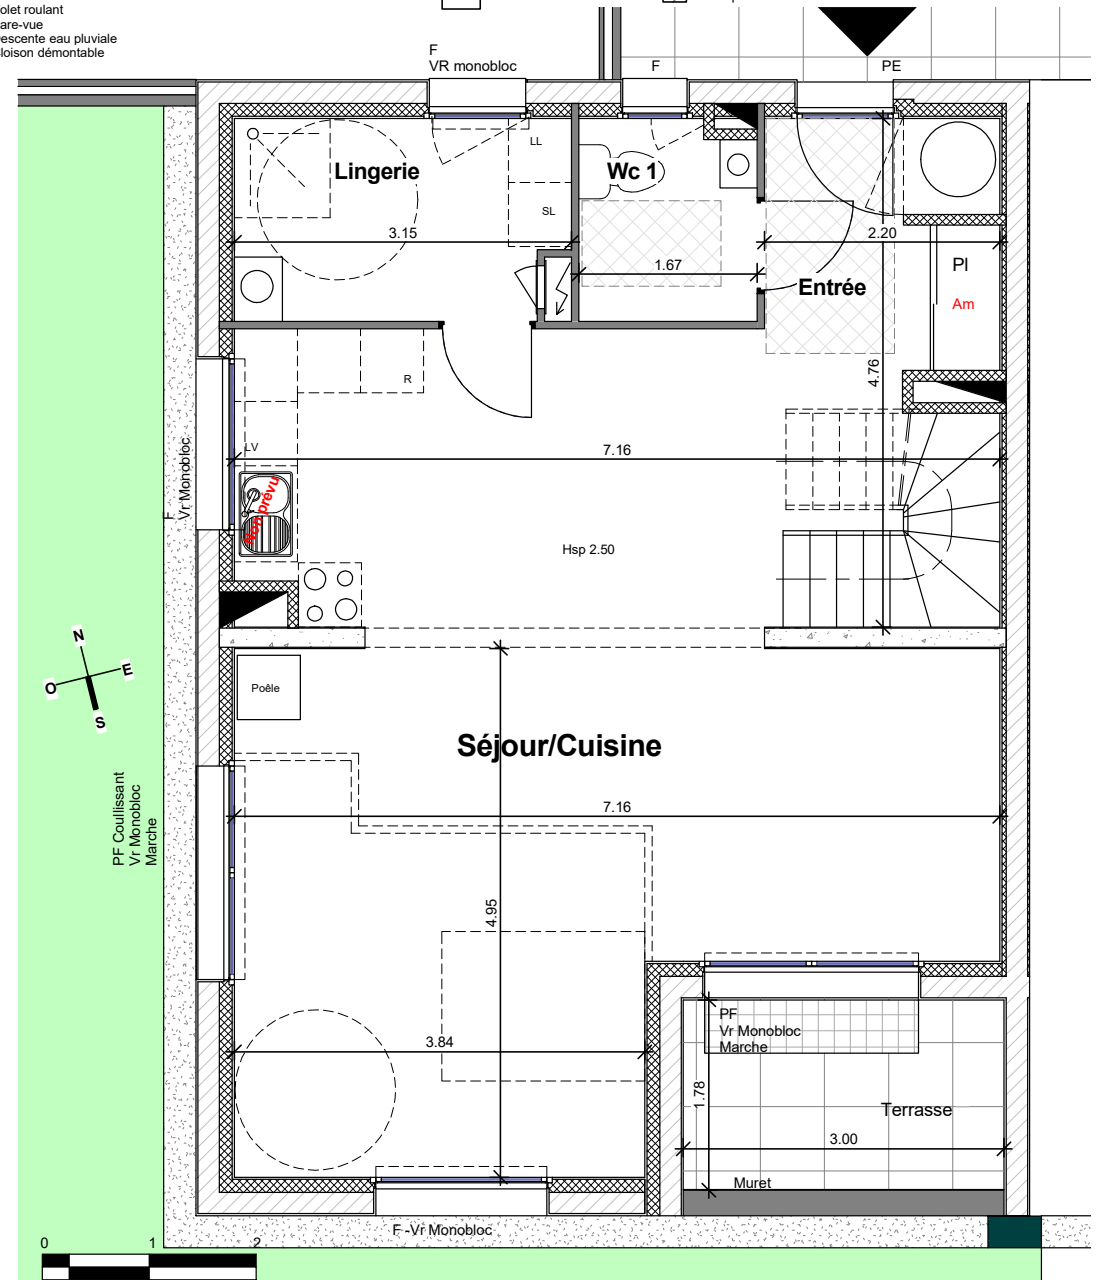 olet roulant
are-vue
escente eau pluviale
loison démontable
F
VR monobloc
F
PE
Lingerie
LL
SL
3.15
Wc 1
1.67
2.20
Entrée
Pl
Am
4.76
R
LV
7.16
Non prévu
F
Vr Monobloc
Hsp 2.50
N
E
O
S
Poêle
Séjour/Cuisine
7.16
PF Coullissant
Vr Monobloc
Marche
4.95
3.84
PF
Vr Monobloc
Marche
1.78
Terrasse
3.00
Muret
F -Vr Monobloc
0
1
2